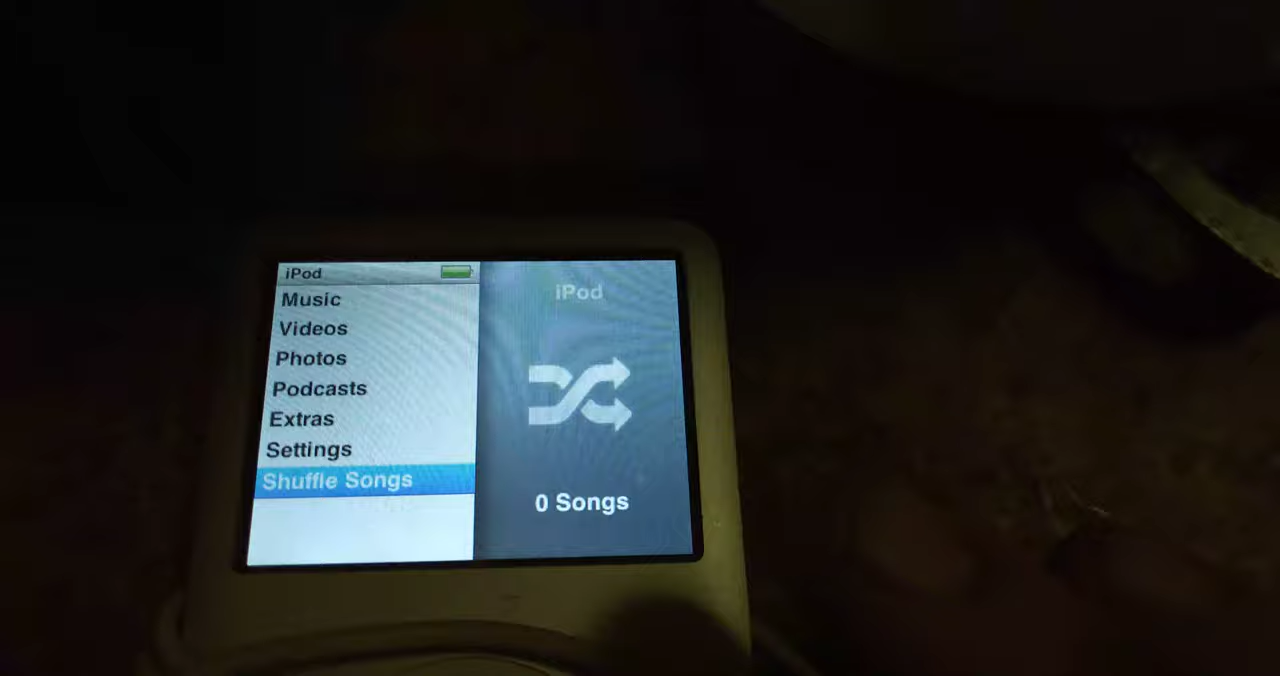 iPod
Music
Videos
Photos
Podcasts
Extras
Settings
Shuffle Songs
iPod
0 Songs